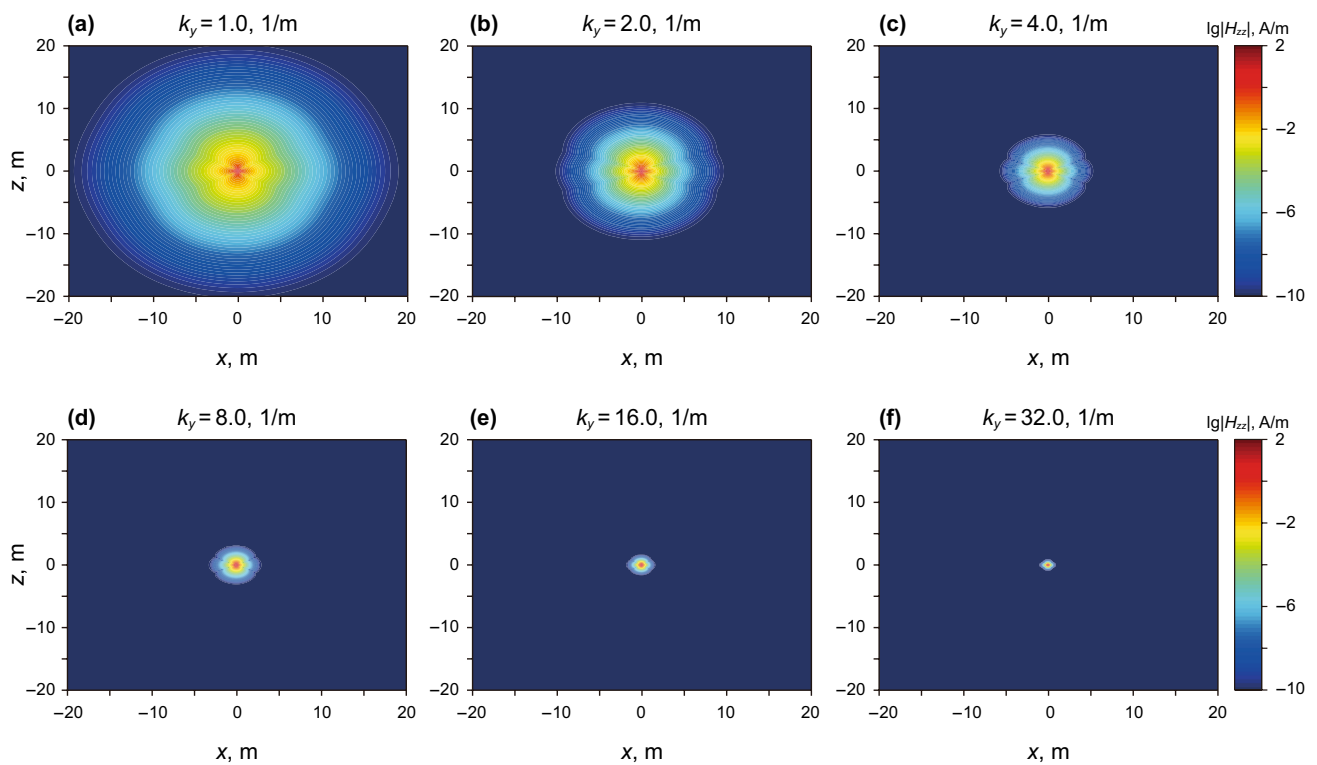 (a) k_y = 1.0, 1/m
(b) k_y = 2.0, 1/m
(c) k_y = 4.0, 1/m
lg|H_zz|, A/m
20 20 20 2
10 10 10 –2
z, m 0 0 0
–10 –10 –10 –6
–20 –20 –20 –10
–20 –10 0 10 20 –20 –10 0 10 20 –20 –10 0 10 20
x, m x, m x, m
(d) k_y = 8.0, 1/m
(e) k_y = 16.0, 1/m
(f) k_y = 32.0, 1/m
lg|H_zz|, A/m
20 20 20 2
10 10 10 –2
z, m 0 0 0
–10 –10 –10 –6
–20 –20 –20 –10
–20 –10 0 10 20 –20 –10 0 10 20 –20 –10 0 10 20
x, m x, m x, m